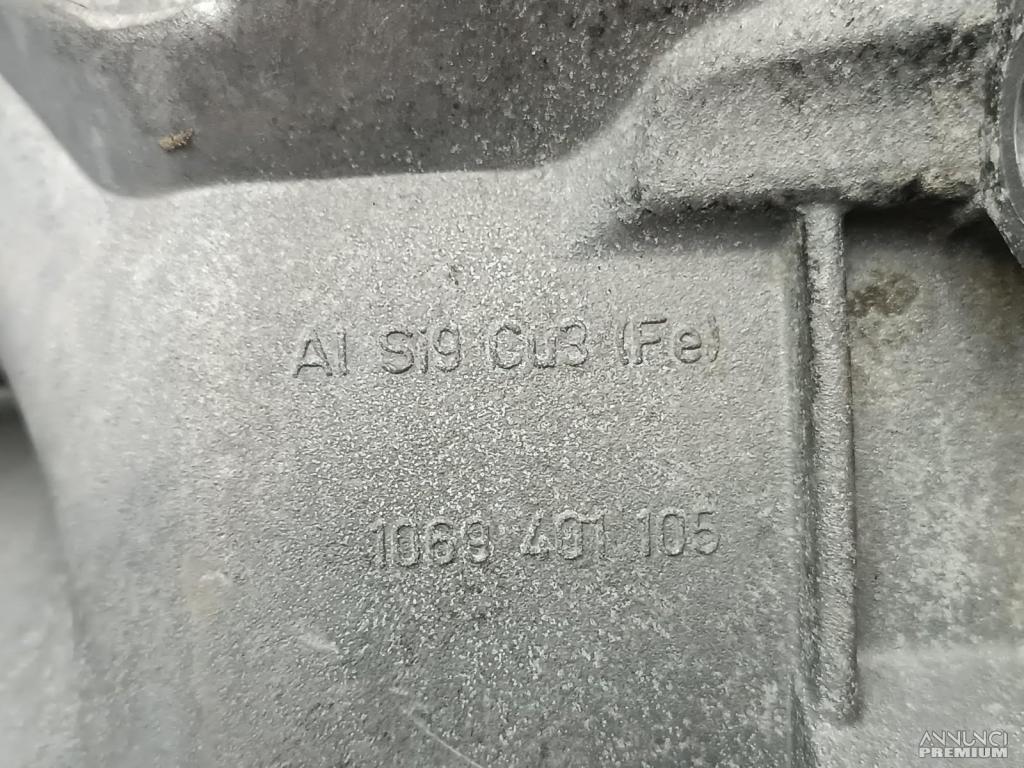 Al Si9 Cu3 (Fe)
1069 401 105
ANNUNCI
PREMIUM